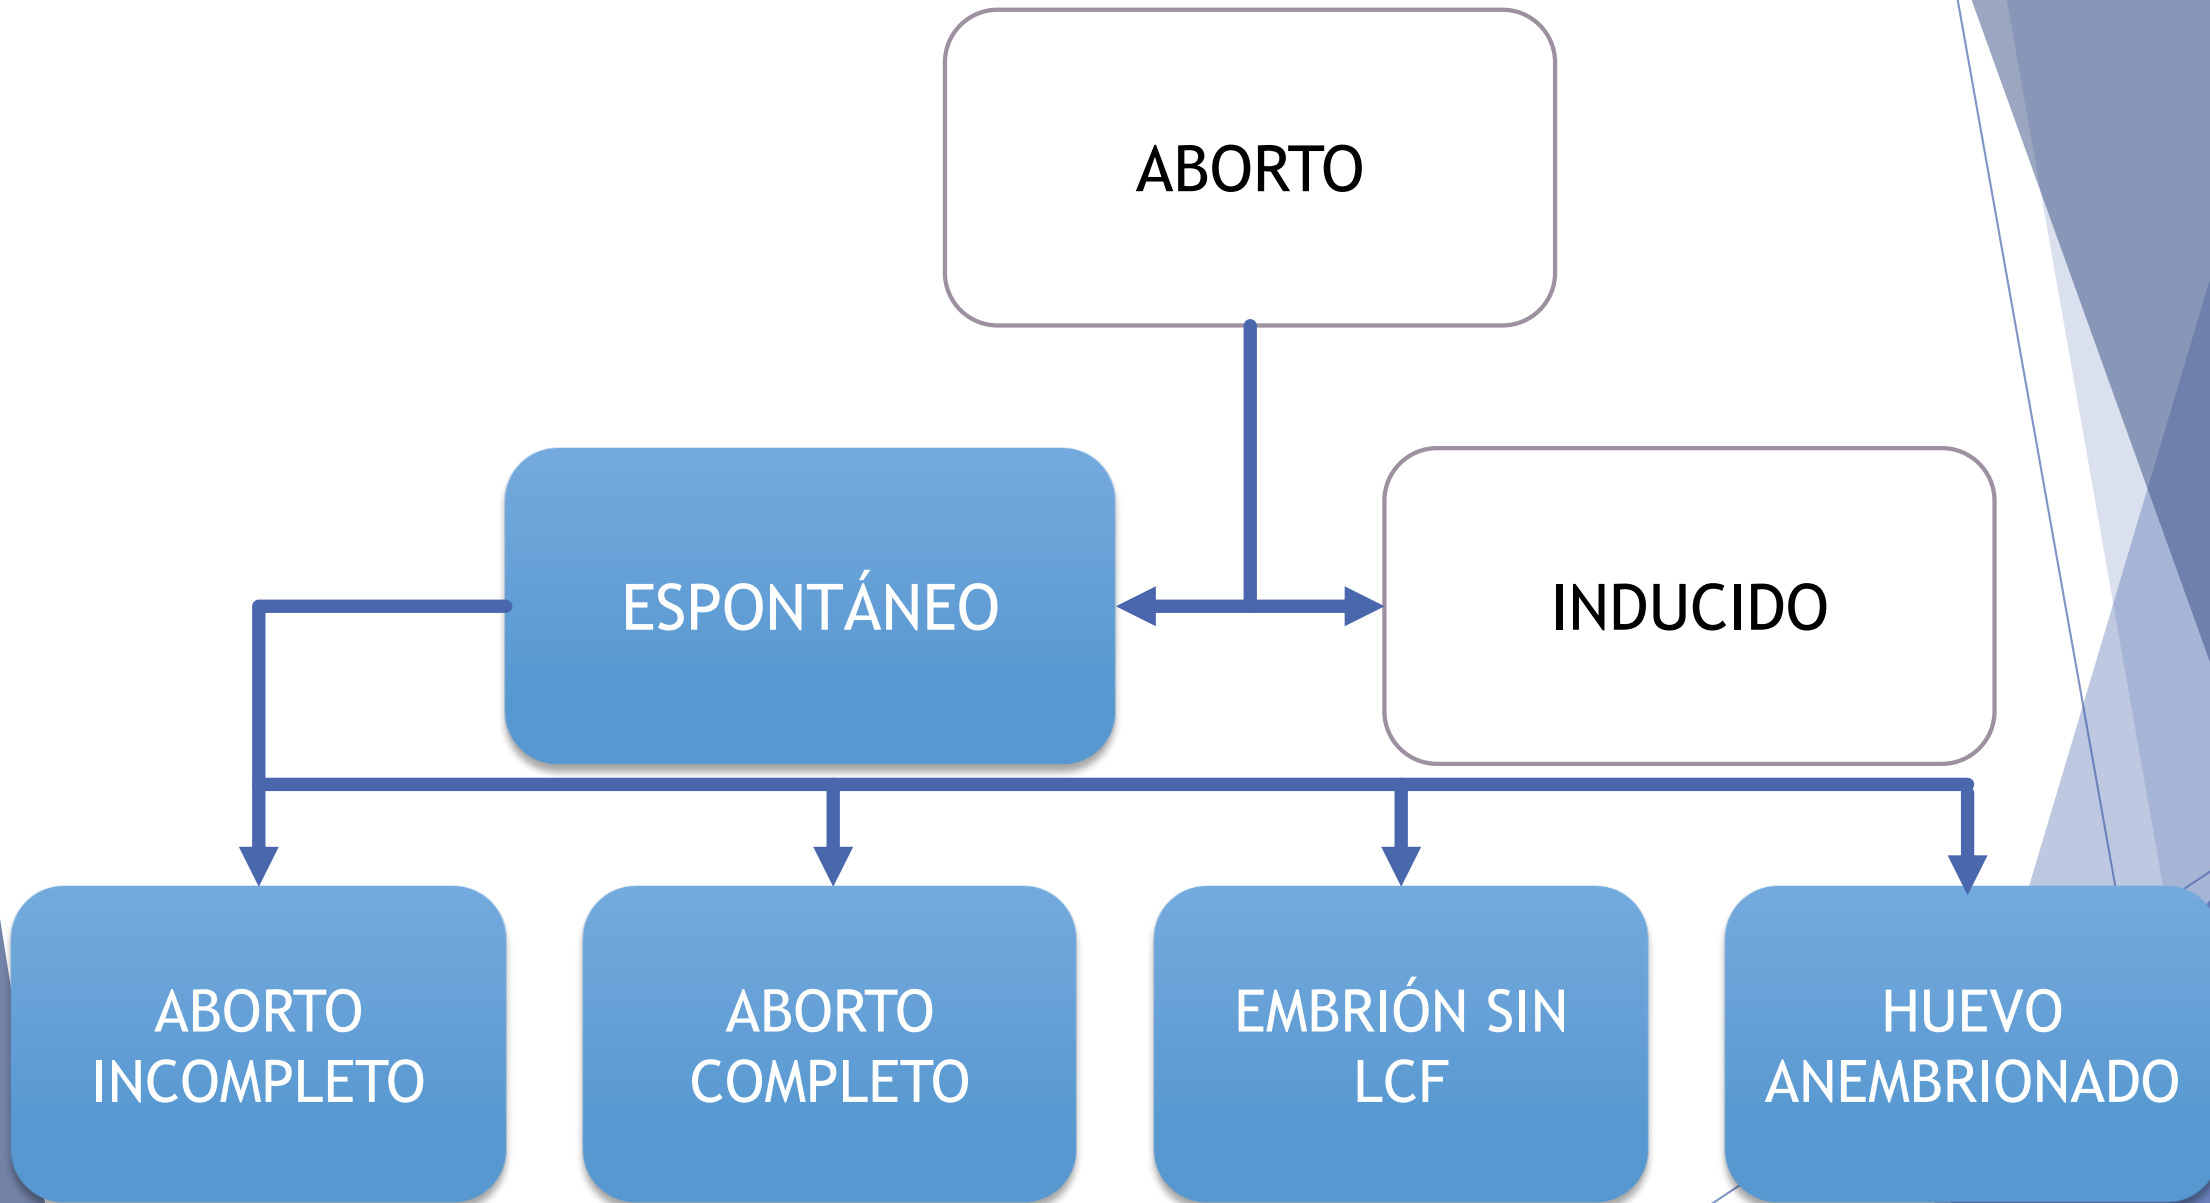 ABORTO
ESPONTÁNEO
INDUCIDO
ABORTO
INCOMPLETO
ABORTO
COMPLETO
EMBRIÓN SIN
LCF
HUEVO
ANEMBRIONADO